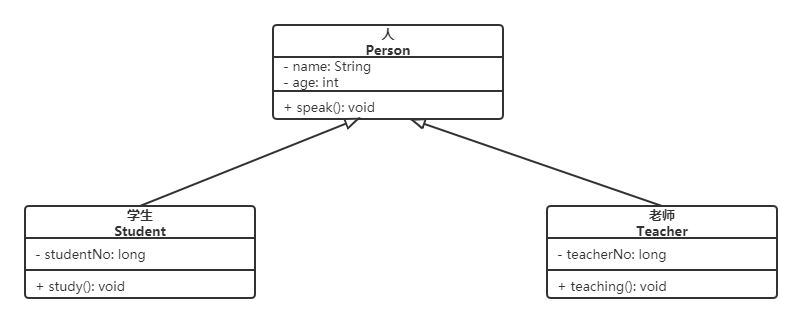 人
Person
- name: String
- age: int
+ speak(): void
学生
Student
- studentNo: long
+ study(): void
老师
Teacher
- teacherNo: long
+ teaching(): void